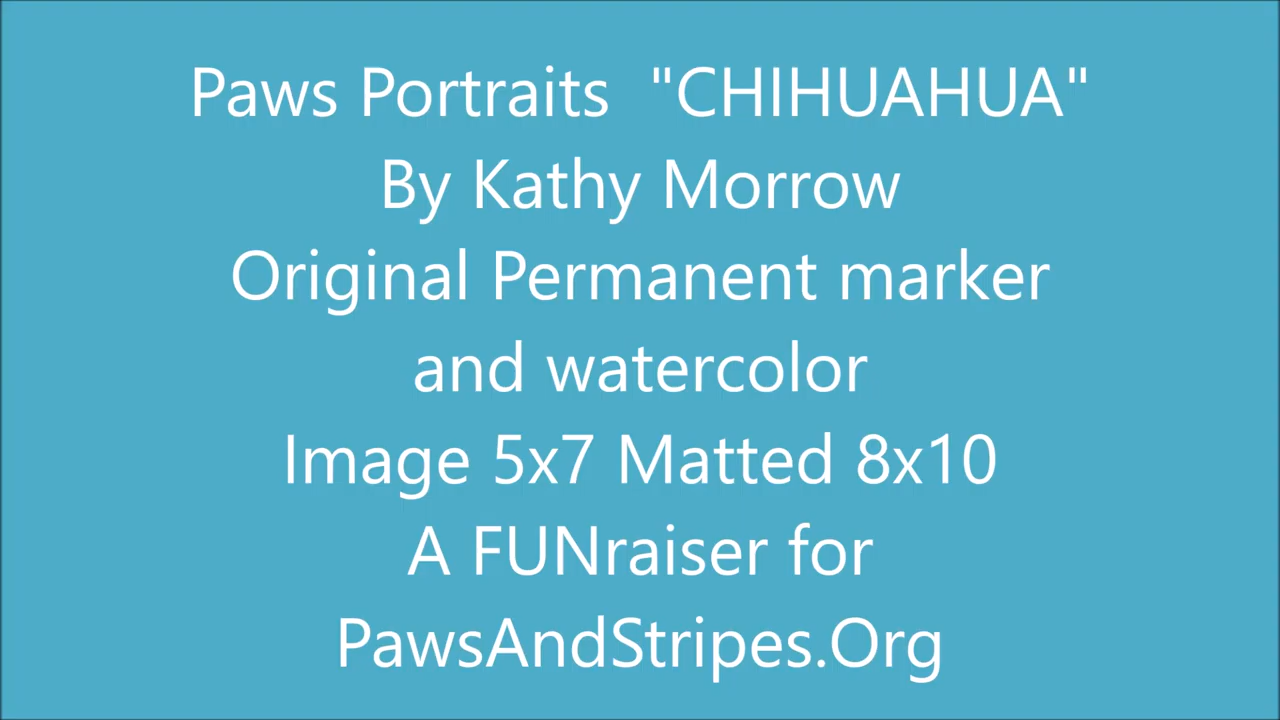 Paws Portraits  "CHIHUAHUA"
By Kathy Morrow
Original Permanent marker
and watercolor
Image 5x7 Matted 8x10
A FUNraiser for
PawsAndStripes.Org